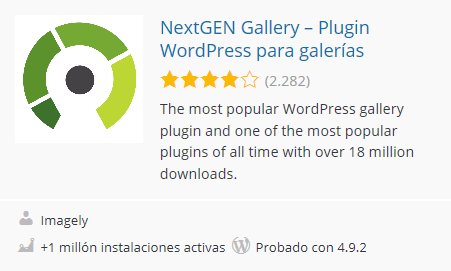 NextGEN Gallery – Plugin
WordPress para galerías
(2.282)
The most popular WordPress gallery
plugin and one of the most popular
plugins of all time with over 18 million
downloads.
Imagely
+1 millón instalaciones activas Probado con 4.9.2